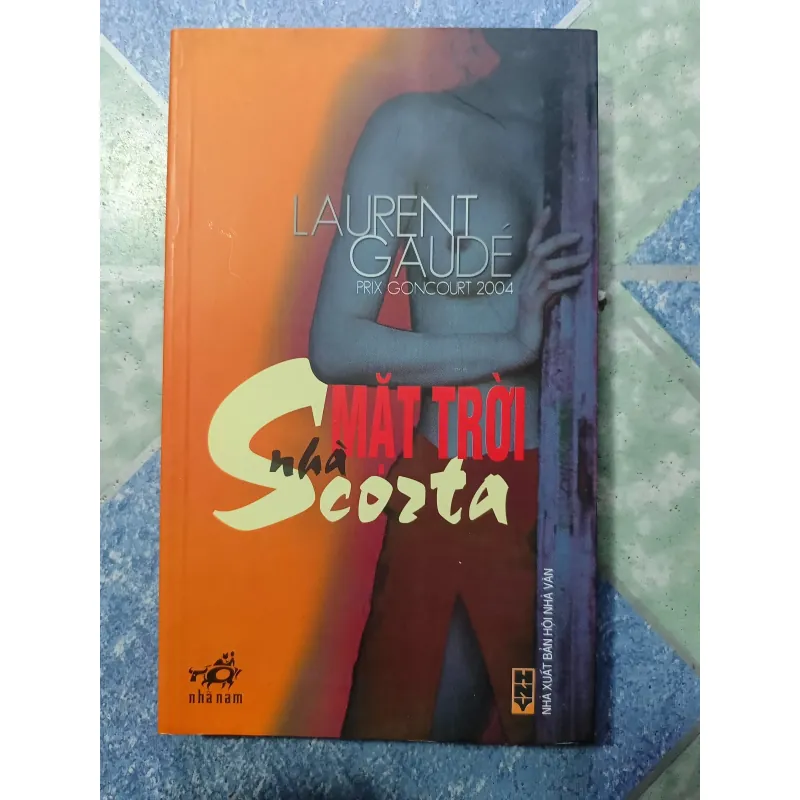 LAURENT
GAUDÉ
PRIX GONCOURT 2004
MẶT TRỜI
nhà
Scorta
nhã nam
NHÀ XUẤT BẢN HỘI NHÀ VĂN